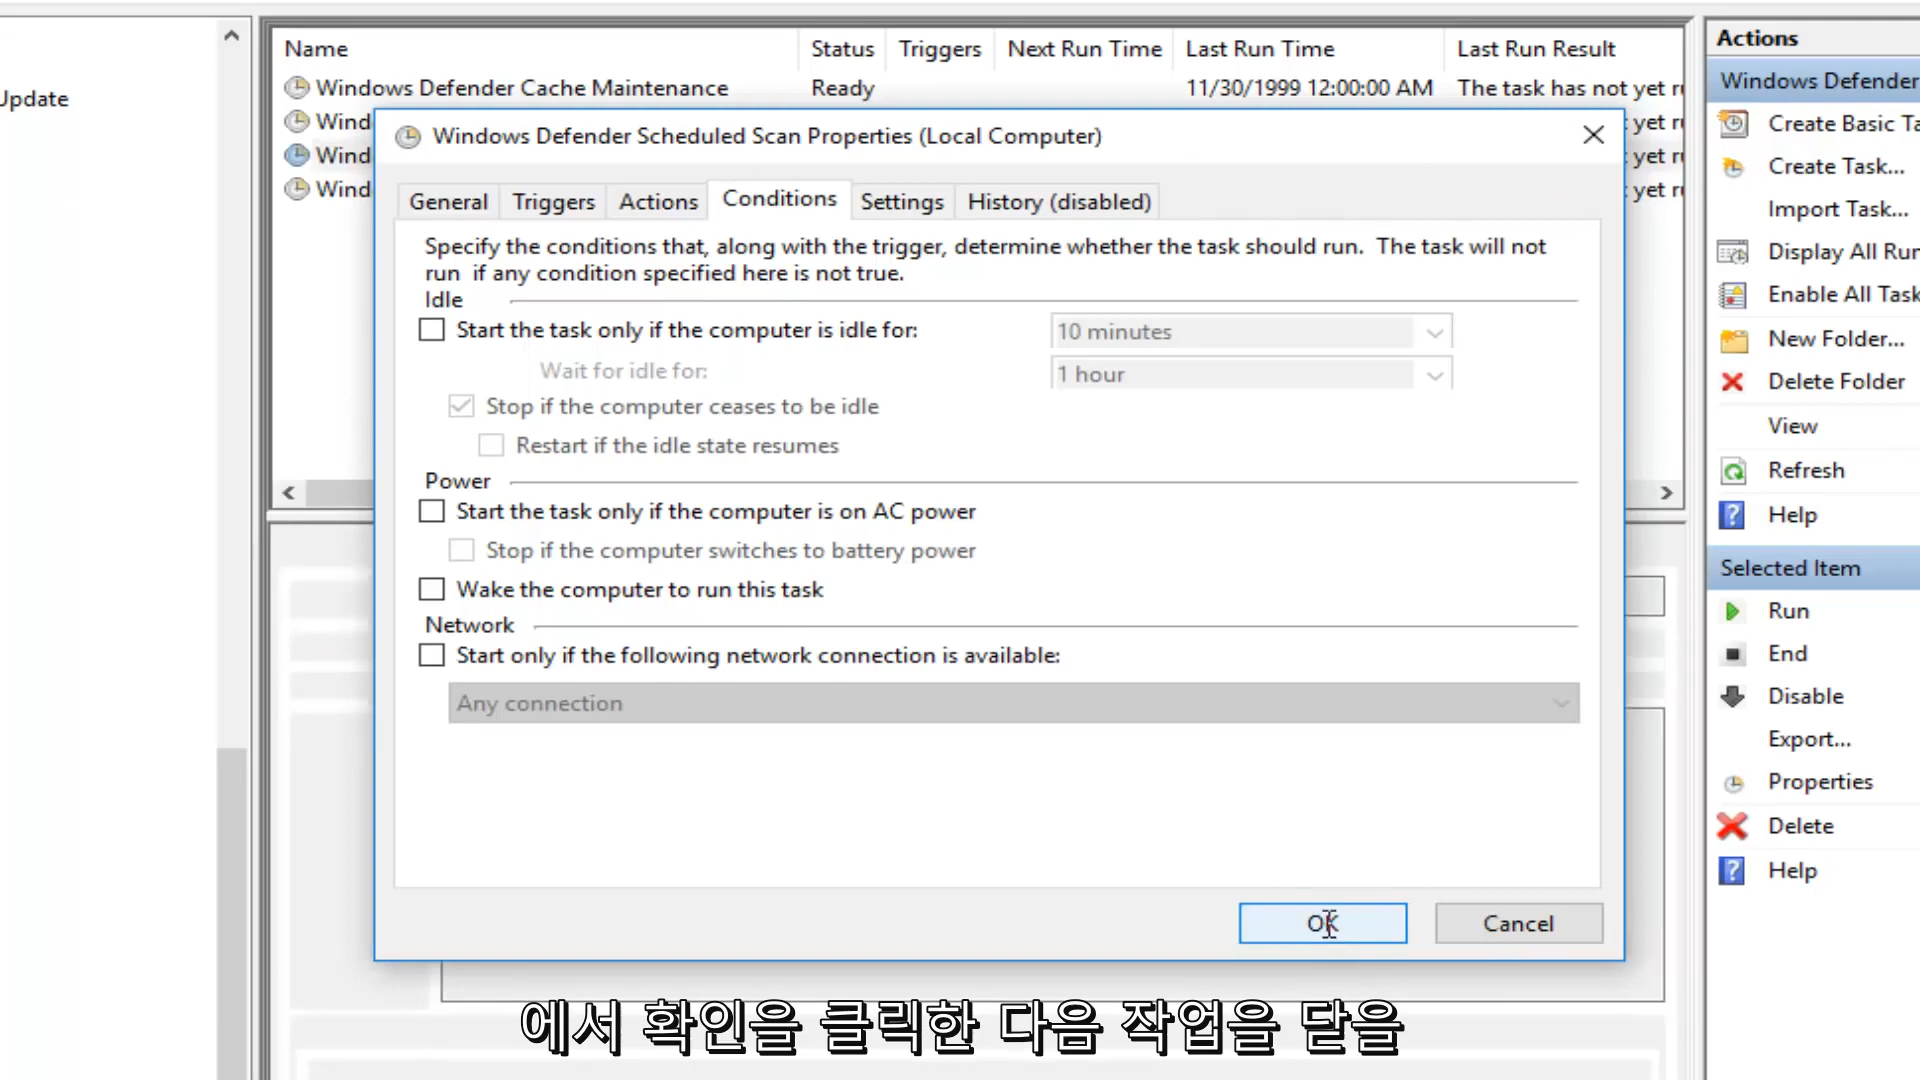 Update
Name Status Triggers Next Run Time Last Run Time Last Run Result
Windows Defender Cache Maintenance Ready 11/30/1999 12:00:00 AM The task has not yet
Windows Defender Scheduled Scan Properties (Local Computer)
General Triggers Actions Conditions Settings History (disabled)
Specify the conditions that, along with the trigger, determine whether the task should run. The task will not
run if any condition specified here is not true.
Idle
Start the task only if the computer is idle for: 10 minutes
Wait for idle for: 1 hour
Stop if the computer ceases to be idle
Restart if the idle state resumes
Power
Start the task only if the computer is on AC power
Stop if the computer switches to battery power
Wake the computer to run this task
Network
Start only if the following network connection is available:
Any connection
OK Cancel
Actions
Windows Defender
Create Basic
Create Task...
Import Task...
Display All
Enable All
New Folder...
Delete Folder
View
Refresh
Help
Selected Item
Run
End
Disable
Export...
Properties
Delete
Help
에서 확인을 클릭한 다음 작업을 닫을